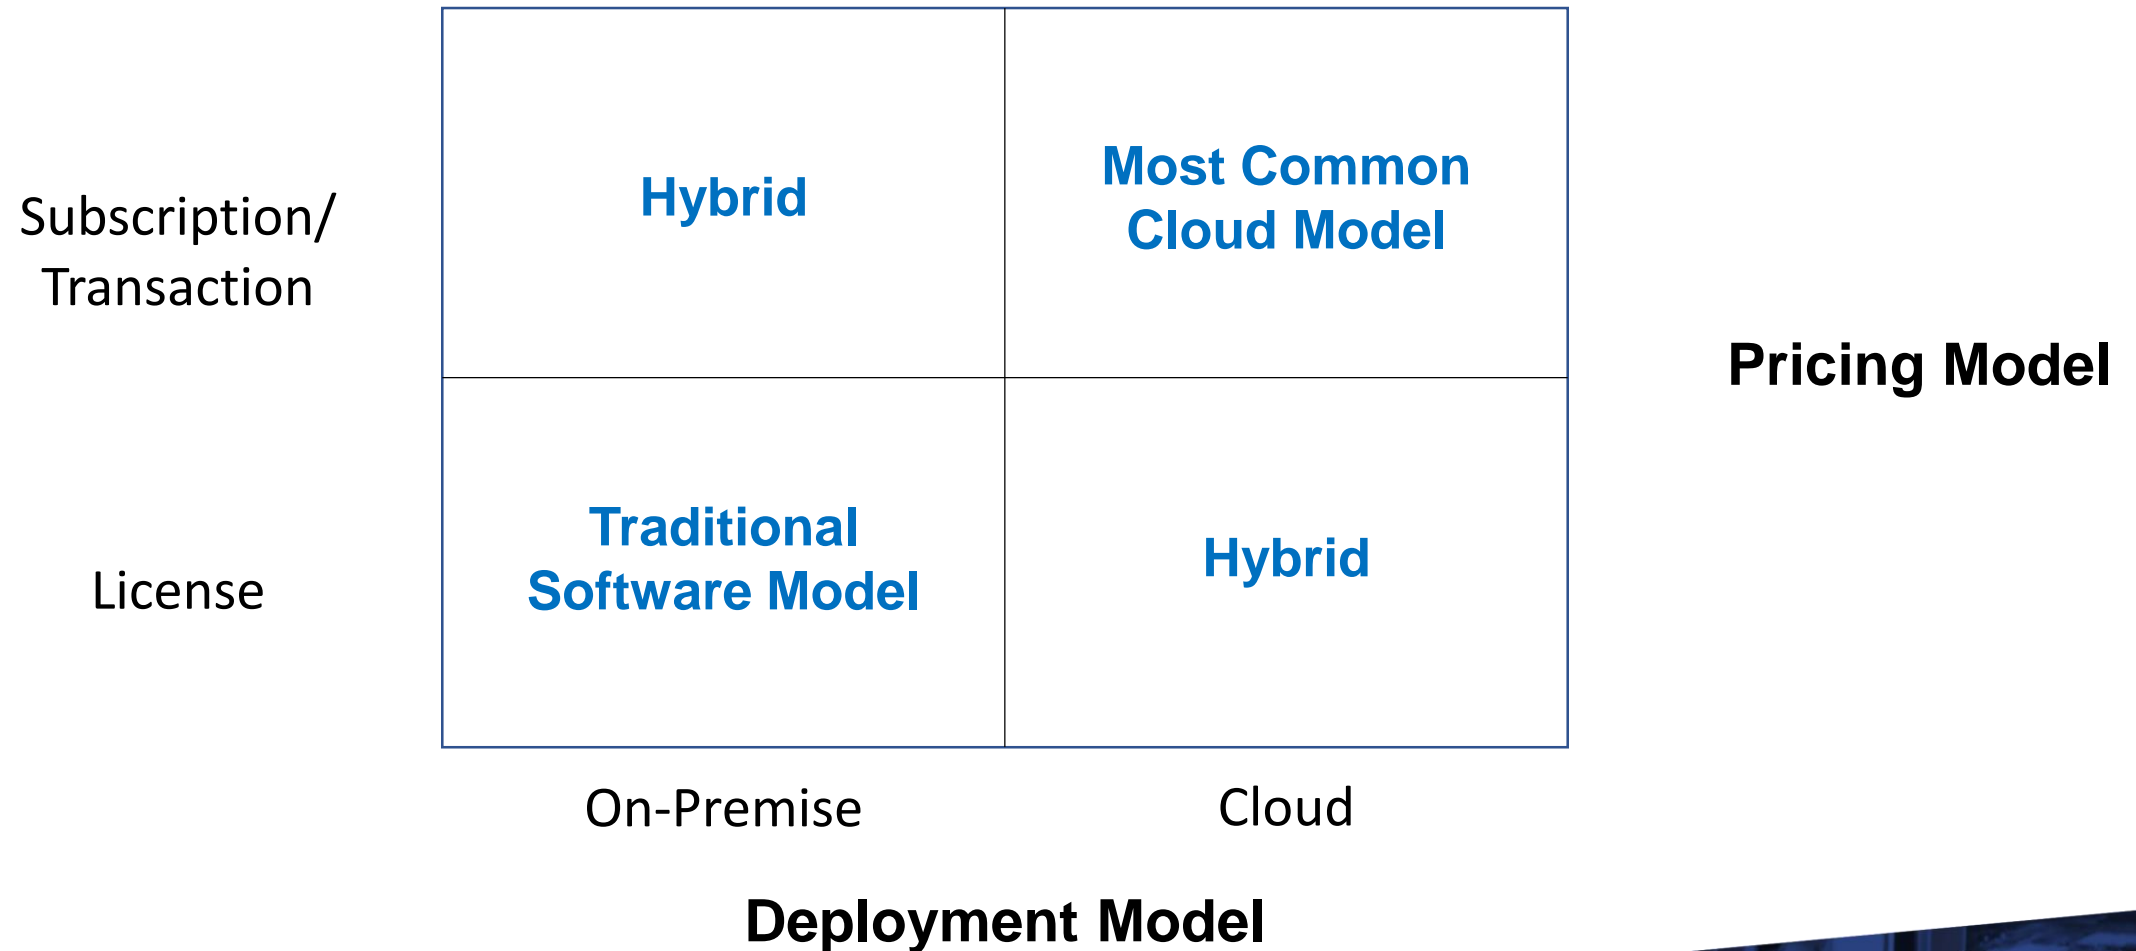 Hybrid
Most Common
Cloud Model
Subscription/
Transaction
Pricing Model
Traditional
Software Model
Hybrid
License
On-Premise
Cloud
Deployment Model